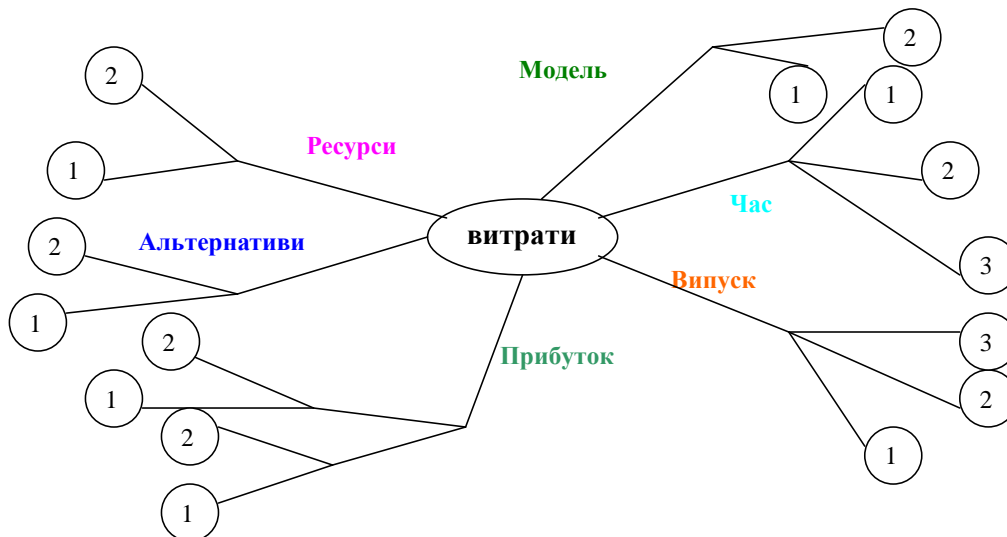 2
Модель
2
1
1
1
Ресурси
2
Час
витрати
2
Альтернативи
3
1
Випуск
2
Прибуток
3
1
2
2
1
1